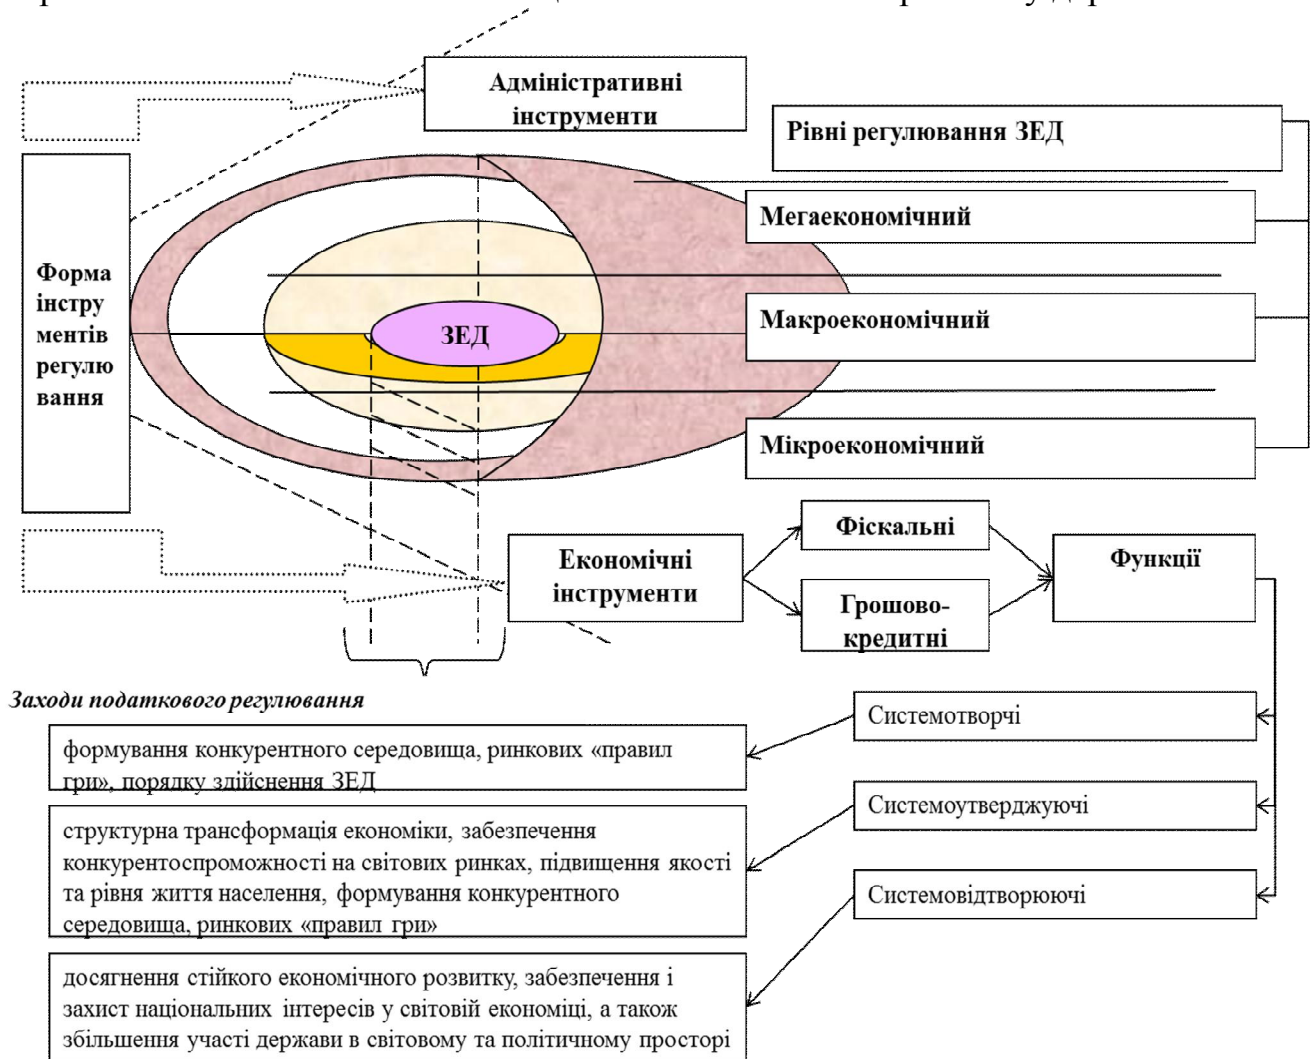 Адміністративні
інструменти
Рівні регулювання ЗЕД
Мегаекономічний
Форма
інстру
ментів
регулю
вання
ЗЕД
Макроекономічний
Мікроекономічний
Економічні
інструменти
Фіскальні
Грошово-
кредитні
Функції
Заходи податкового регулювання
Системотворчі
формування конкурентного середовища, ринкових «правил
гри», порядку здійснення ЗЕД
Системоутверджуючі
структурна трансформація економіки, забезпечення
конкурентоспроможності на світових ринках, підвищення якості
та рівня життя населення, формування конкурентного
середовища, ринкових «правил гри»
Системовідтворюючі
досягнення стійкого економічного розвитку, забезпечення і
захист національних інтересів у світовій економіці, а також
збільшення участі держави в світовому та політичному просторі